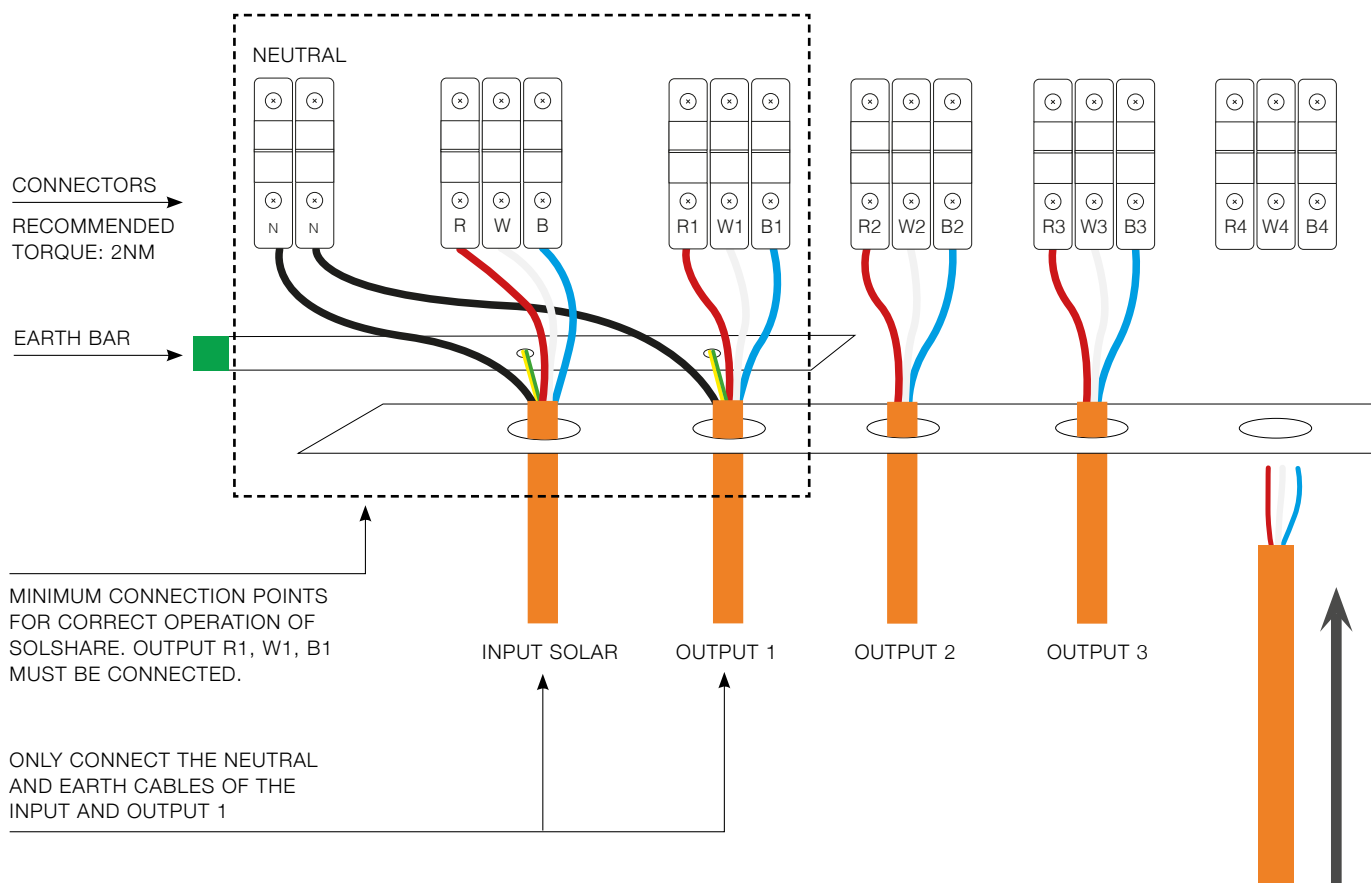 NEUTRAL
CONNECTORS
RECOMMENDED
TORQUE: 2NM
N N R W B R1 W1 B1 R2 W2 B2 R3 W3 B3 R4 W4 B4
EARTH BAR
MINIMUM CONNECTION POINTS
FOR CORRECT OPERATION OF
SOLSHARE. OUTPUT R1, W1, B1
MUST BE CONNECTED.
INPUT SOLAR
OUTPUT 1
OUTPUT 2
OUTPUT 3
ONLY CONNECT THE NEUTRAL
AND EARTH CABLES OF THE
INPUT AND OUTPUT 1